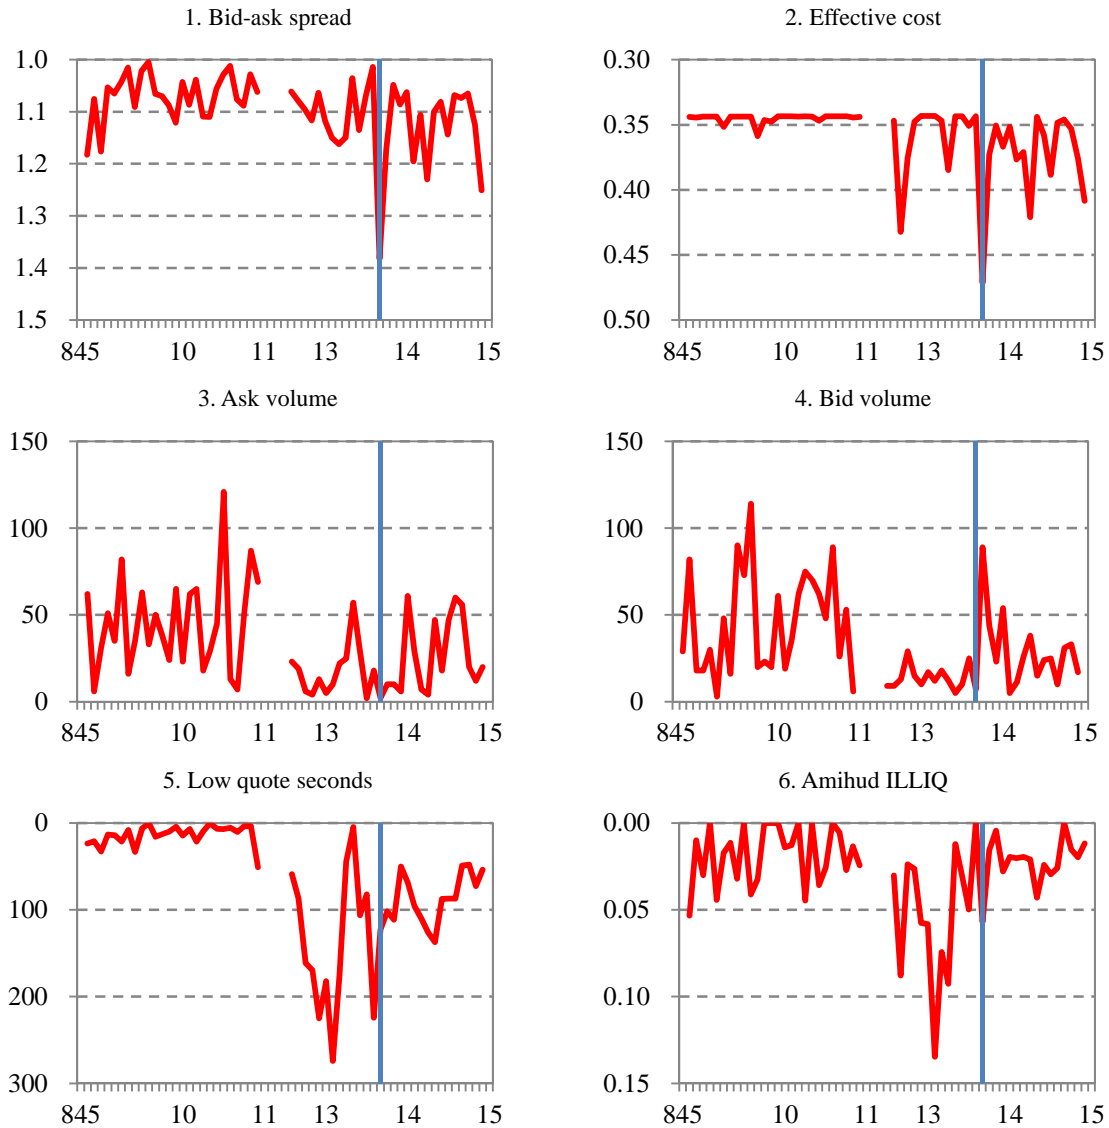 1. Bid-ask spread
1.0
1.1
1.2
1.3
1.4
1.5
845 10 11 13 14 15
2. Effective cost
0.30
0.35
0.40
0.45
0.50
845 10 11 13 14 15
3. Ask volume
150
100
50
0
845 10 11 13 14 15
4. Bid volume
150
100
50
0
845 10 11 13 14 15
5. Low quote seconds
0
100
200
300
845 10 11 13 14 15
6. Amihud ILLIQ
0.00
0.05
0.10
0.15
845 10 11 13 14 15